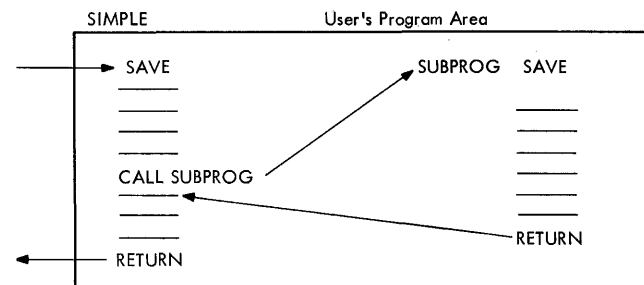 SIMPLE User's Program Area
SAVE SUBPROG SAVE
CALL SUBPROG
RETURN
RETURN